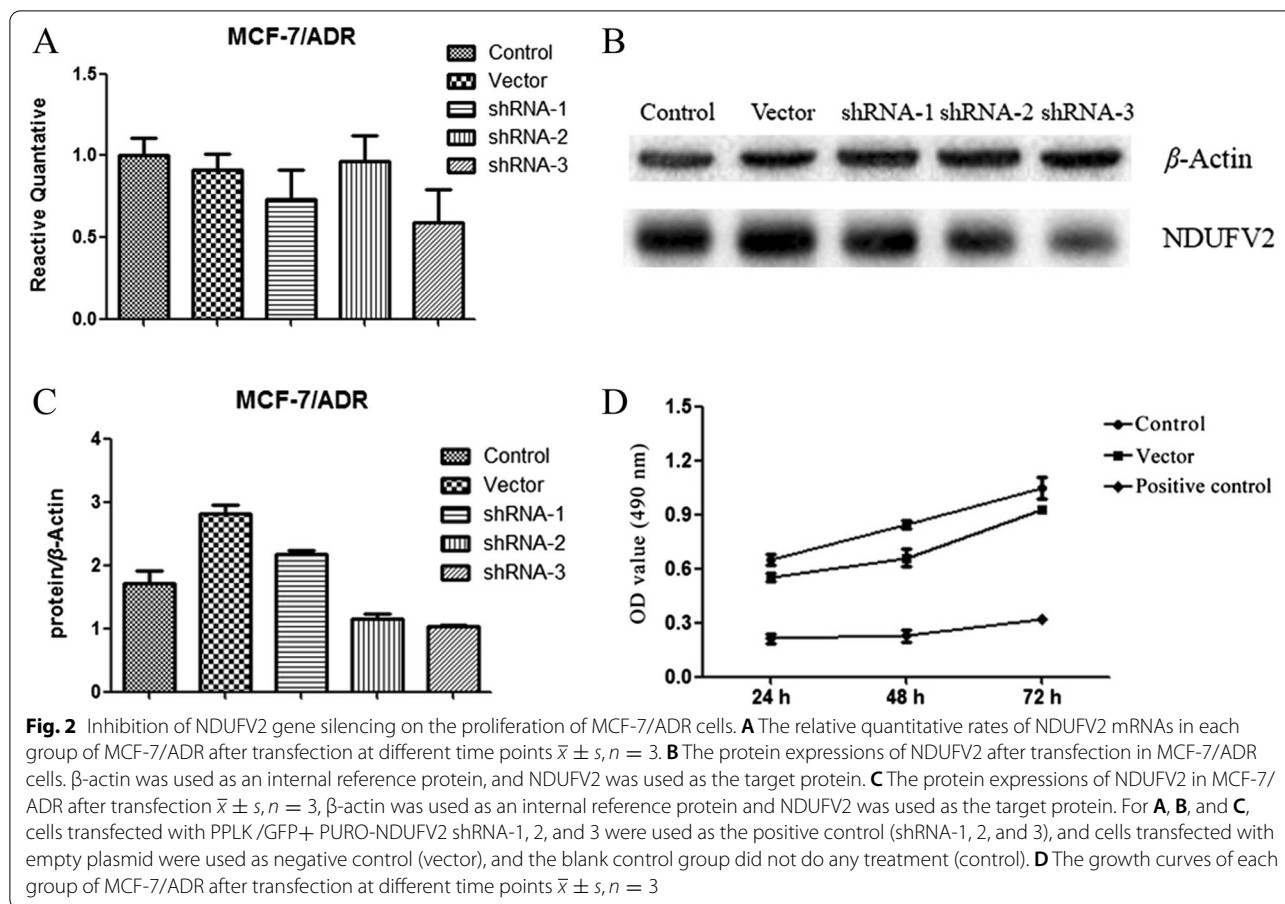 A
MCF-7/ADR
Reactive Quantative
1.5
1.0
0.5
0.0
Control
Vector
shRNA-1
shRNA-2
shRNA-3
B
Control Vector shRNA-1 shRNA-2 shRNA-3
β-Actin
NDUFV2
C
MCF-7/ADR
protein/β-Actin
4
3
2
1
0
Control
Vector
shRNA-1
shRNA-2
shRNA-3
D
OD value (490 nm)
1.5
1.2
0.9
0.6
0.3
0.0
24 h 48 h 72 h
Control
Vector
Positive control
Fig. 2 Inhibition of NDUFV2 gene silencing on the proliferation of MCF-7/ADR cells. A The relative quantitative rates of NDUFV2 mRNAs in each
group of MCF-7/ADR after transfection at different time points x̅ ± s, n = 3. B The protein expressions of NDUFV2 after transfection in MCF-7/ADR
cells. β-actin was used as an internal reference protein, and NDUFV2 was used as the target protein. C The protein expressions of NDUFV2 in MCF-7/
ADR after transfection x̅ ± s, n = 3, β-actin was used as an internal reference protein and NDUFV2 was used as the target protein. For A, B, and C,
cells transfected with PPLK /GFP+ PURO-NDUFV2 shRNA-1, 2, and 3 were used as the positive control (shRNA-1, 2, and 3), and cells transfected with
empty plasmid were used as negative control (vector), and the blank control group did not do any treatment (control). D The growth curves of each
group of MCF-7/ADR after transfection at different time points x̅ ± s, n = 3